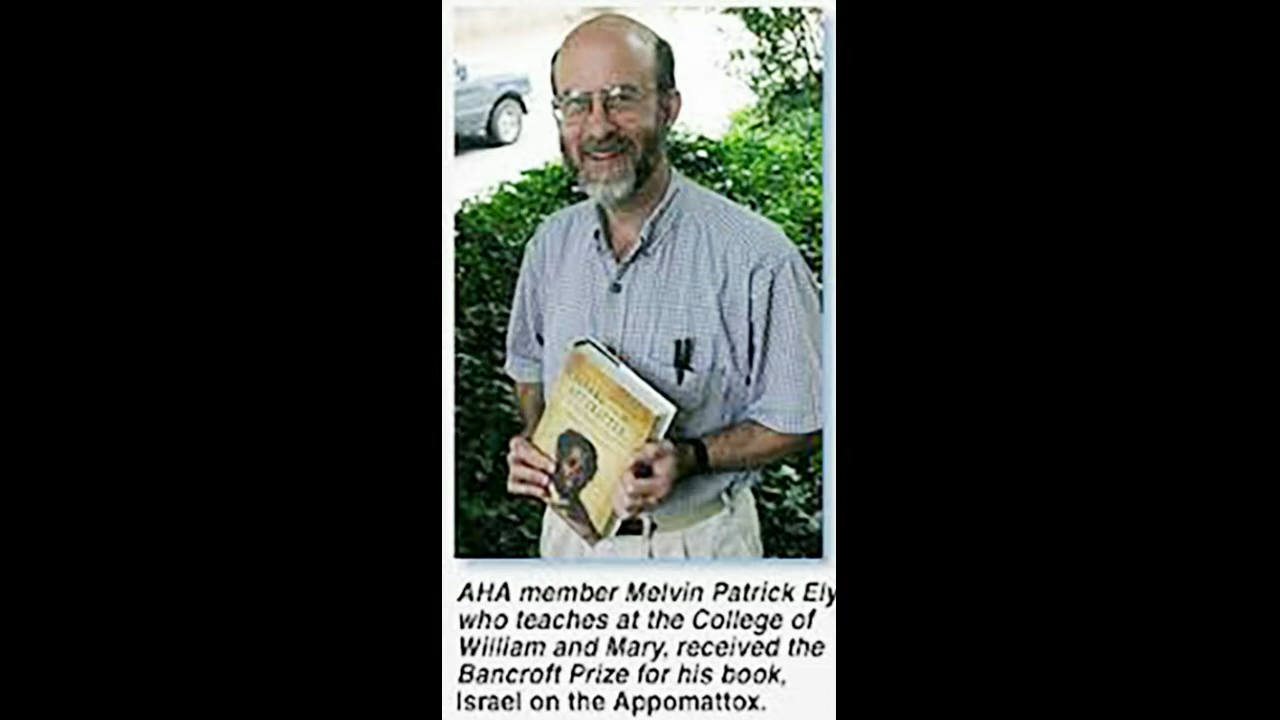 AHA member Melvin Patrick Ely
who teaches at the College of
William and Mary, received the
Bancroft Prize for his book,
Israel on the Appomattox.